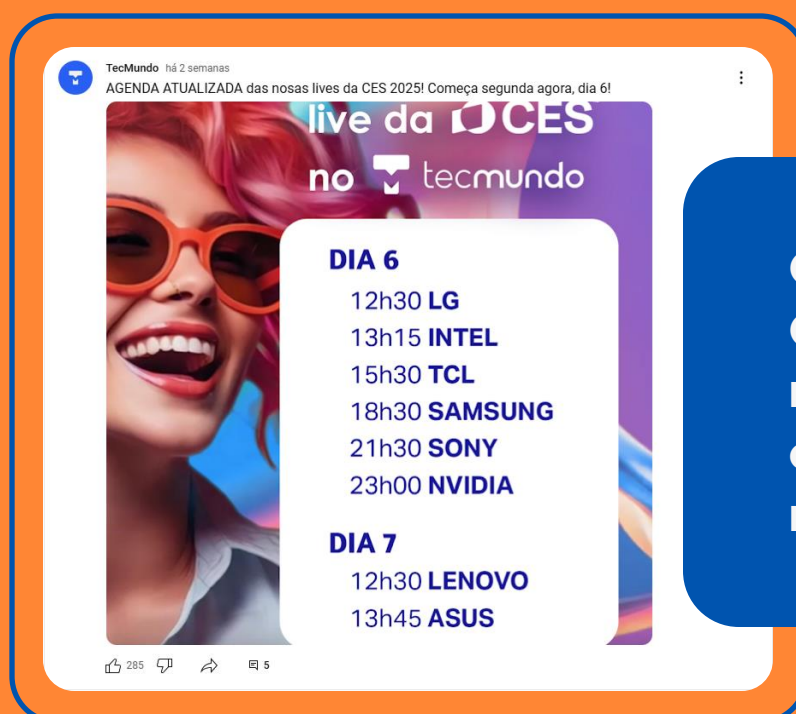 TecMundo há 2 semanas
AGENDA ATUALIZADA das nosas lives da CES 2025! Começa segunda agora, dia 6!
live da CES
no tecmundo
DIA 6
12h30 LG
13h15 INTEL
15h30 TCL
18h30 SAMSUNG
21h30 SONY
23h00 NVIDIA
DIA 7
12h30 LENOVO
13h45 ASUS
285 5